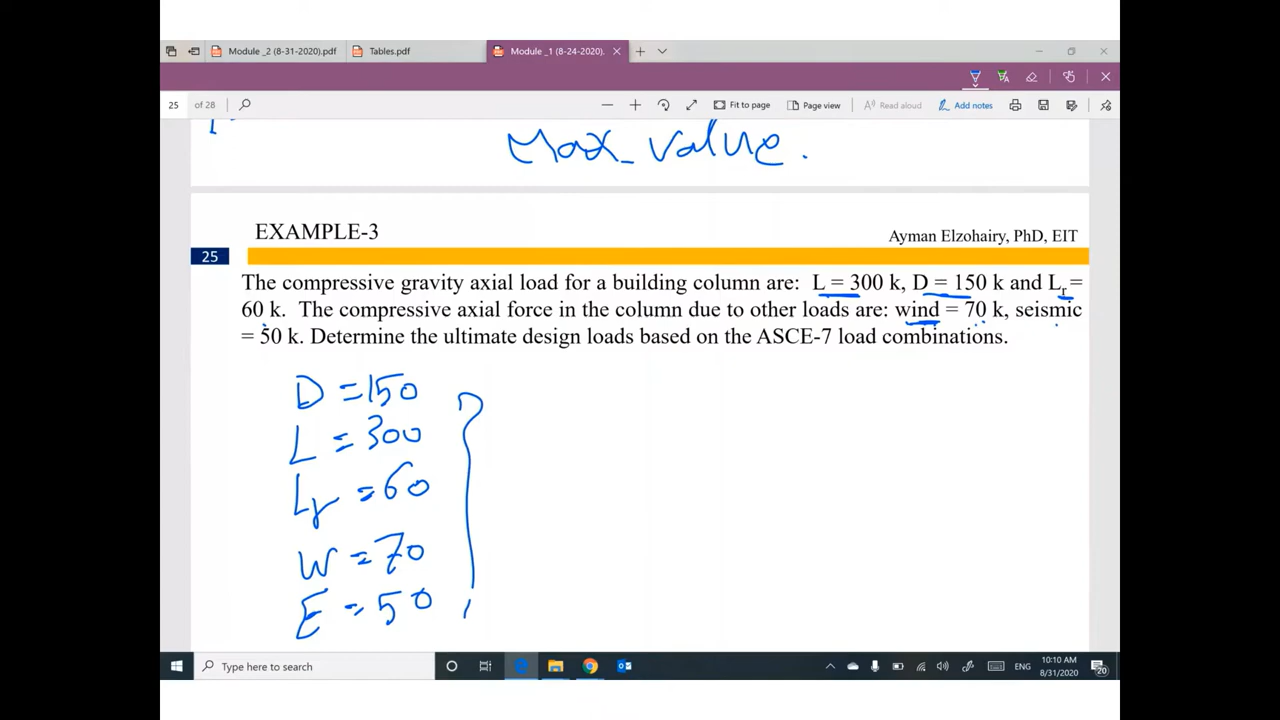 Module _2 (8-31-2020).pdf Tables.pdf Module _1 (8-24-2020).
25 of 28 Fit to page Page view Read aloud Add notes
Max_value.
EXAMPLE-3
Ayman Elzohairy, PhD, EIT
25
The compressive gravity axial load for a building column are: L = 300 k, D = 150 k and Lr =
60 k. The compressive axial force in the column due to other loads are: wind = 70 k, seismic
= 50 k. Determine the ultimate design loads based on the ASCE-7 load combinations.
D = 150
L = 300
Lr = 60
W = 70
E = 50
Type here to search
ENG
10:10 AM
8/31/2020
20